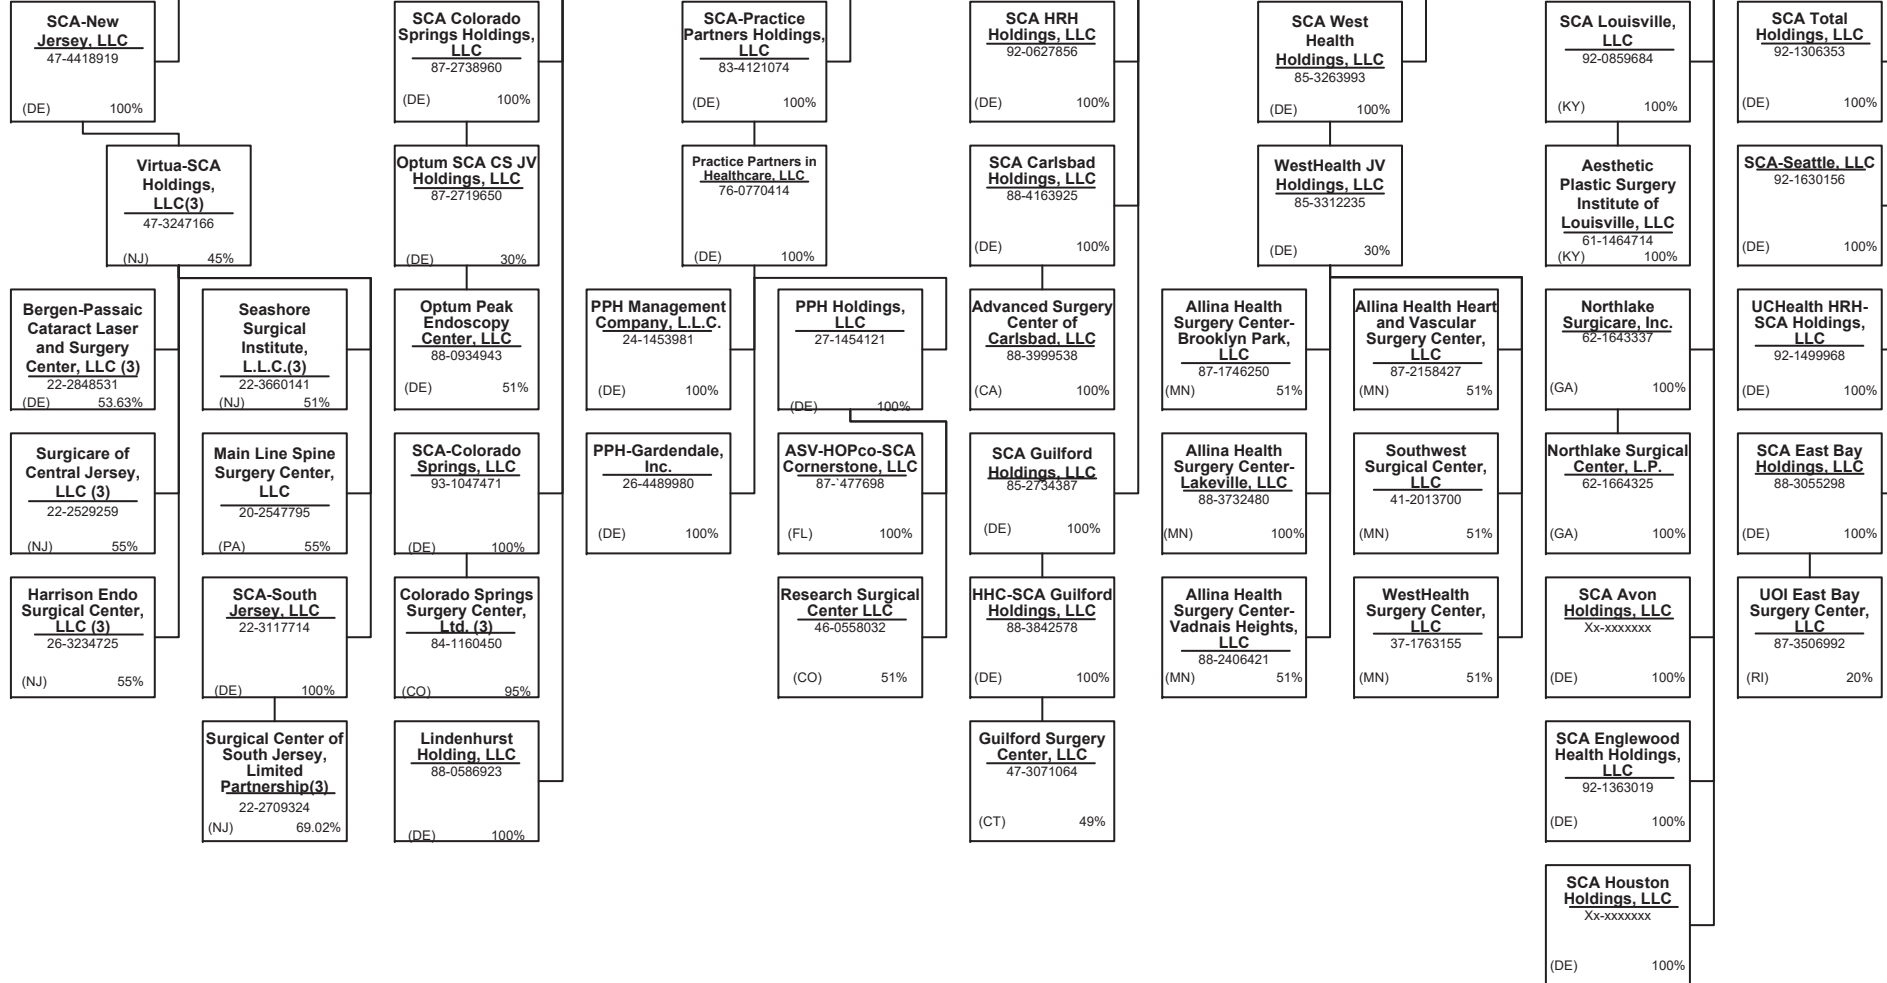 SCA-New
Jersey, LLC
47-4418919
(DE) 100%
SCA Colorado
Springs Holdings,
LLC
87-2738960
(DE) 100%
SCA-Practice
Partners Holdings,
LLC
83-4121074
(DE) 100%
SCA HRH
Holdings, LLC
92-0627856
(DE) 100%
SCA West
Health
Holdings, LLC
85-3263993
(DE) 100%
SCA Louisville,
LLC
92-0859684
(KY) 100%
SCA Total
Holdings, LLC
92-1306353
(DE) 100%
Virtua-SCA
Holdings,
LLC(3)
47-3247166
(NJ) 45%
Optum SCA CS JV
Holdings, LLC
87-2719650
(DE) 30%
Practice Partners in
Healthcare, LLC
76-0770414
(DE) 100%
SCA Carlsbad
Holdings, LLC
88-4163925
(DE) 100%
WestHealth JV
Holdings, LLC
85-3312235
(DE) 30%
Aesthetic
Plastic Surgery
Institute of
Louisville, LLC
61-1464714
(KY) 100%
SCA-Seattle, LLC
92-1630156
(DE) 100%
Bergen-Passaic
Cataract Laser
and Surgery
Center, LLC (3)
22-2848531
(DE) 53.63%
Seashore
Surgical
Institute,
L.L.C.(3)
22-3660141
(NJ) 51%
Optum Peak
Endoscopy
Center, LLC
88-0934943
(DE) 51%
PPH Management
Company, L.L.C.
24-1453981
(DE) 100%
PPH Holdings,
LLC
27-1454121
(DE) 100%
Advanced Surgery
Center of
Carlsbad, LLC
88-3999538
(CA) 100%
Allina Health
Surgery Center-
Brooklyn Park,
LLC
87-1746250
(MN) 51%
Allina Health Heart
and Vascular
Surgery Center,
LLC
87-2158427
(MN) 51%
Northlake
Surgicare, Inc.
62-1643337
(GA) 100%
UCHealth HRH-
SCA Holdings,
LLC
92-1499968
(DE) 100%
Surgicare of
Central Jersey,
LLC (3)
22-2529259
(NJ) 55%
Main Line Spine
Surgery Center,
LLC
20-2547795
(PA) 55%
SCA-Colorado
Springs, LLC
93-1047471
(DE) 100%
PPH-Gardendale,
Inc.
26-4489980
(DE) 100%
ASV-HOPco-SCA
Cornerstone, LLC
87-`477698
(FL) 100%
SCA Guilford
Holdings, LLC
85-2734387
(DE) 100%
Allina Health
Surgery Center-
Lakeville, LLC
88-3732480
(MN) 100%
Southwest
Surgical Center,
LLC
41-2013700
(MN) 51%
Northlake Surgical
Center, L.P.
62-1664325
(GA) 100%
SCA East Bay
Holdings, LLC
88-3055298
(DE) 100%
Harrison Endo
Surgical Center,
LLC (3)
26-3234725
(NJ) 55%
SCA-South
Jersey, LLC
22-3117714
(DE) 100%
Colorado Springs
Surgery Center,
Ltd. (3)
84-1160450
(CO) 95%
Research Surgical
Center LLC
46-0558032
(CO) 51%
HHC-SCA Guilford
Holdings, LLC
88-3842578
(DE) 100%
Allina Health
Surgery Center-
Vadnais Heights,
LLC
88-2406421
(MN) 51%
WestHealth
Surgery Center,
LLC
37-1763155
(MN) 51%
SCA Avon
Holdings, LLC
Xx-xxxxxxx
(DE) 100%
UOI East Bay
Surgery Center,
LLC
87-3506992
(RI) 20%
Surgical Center of
South Jersey,
Limited
Partnership(3)
22-2709324
(NJ) 69.02%
Lindenhurst
Holding, LLC
88-0586923
(DE) 100%
Guilford Surgery
Center, LLC
47-3071064
(CT) 49%
SCA Englewood
Health Holdings,
LLC
92-1363019
(DE) 100%
SCA Houston
Holdings, LLC
Xx-xxxxxxx
(DE) 100%